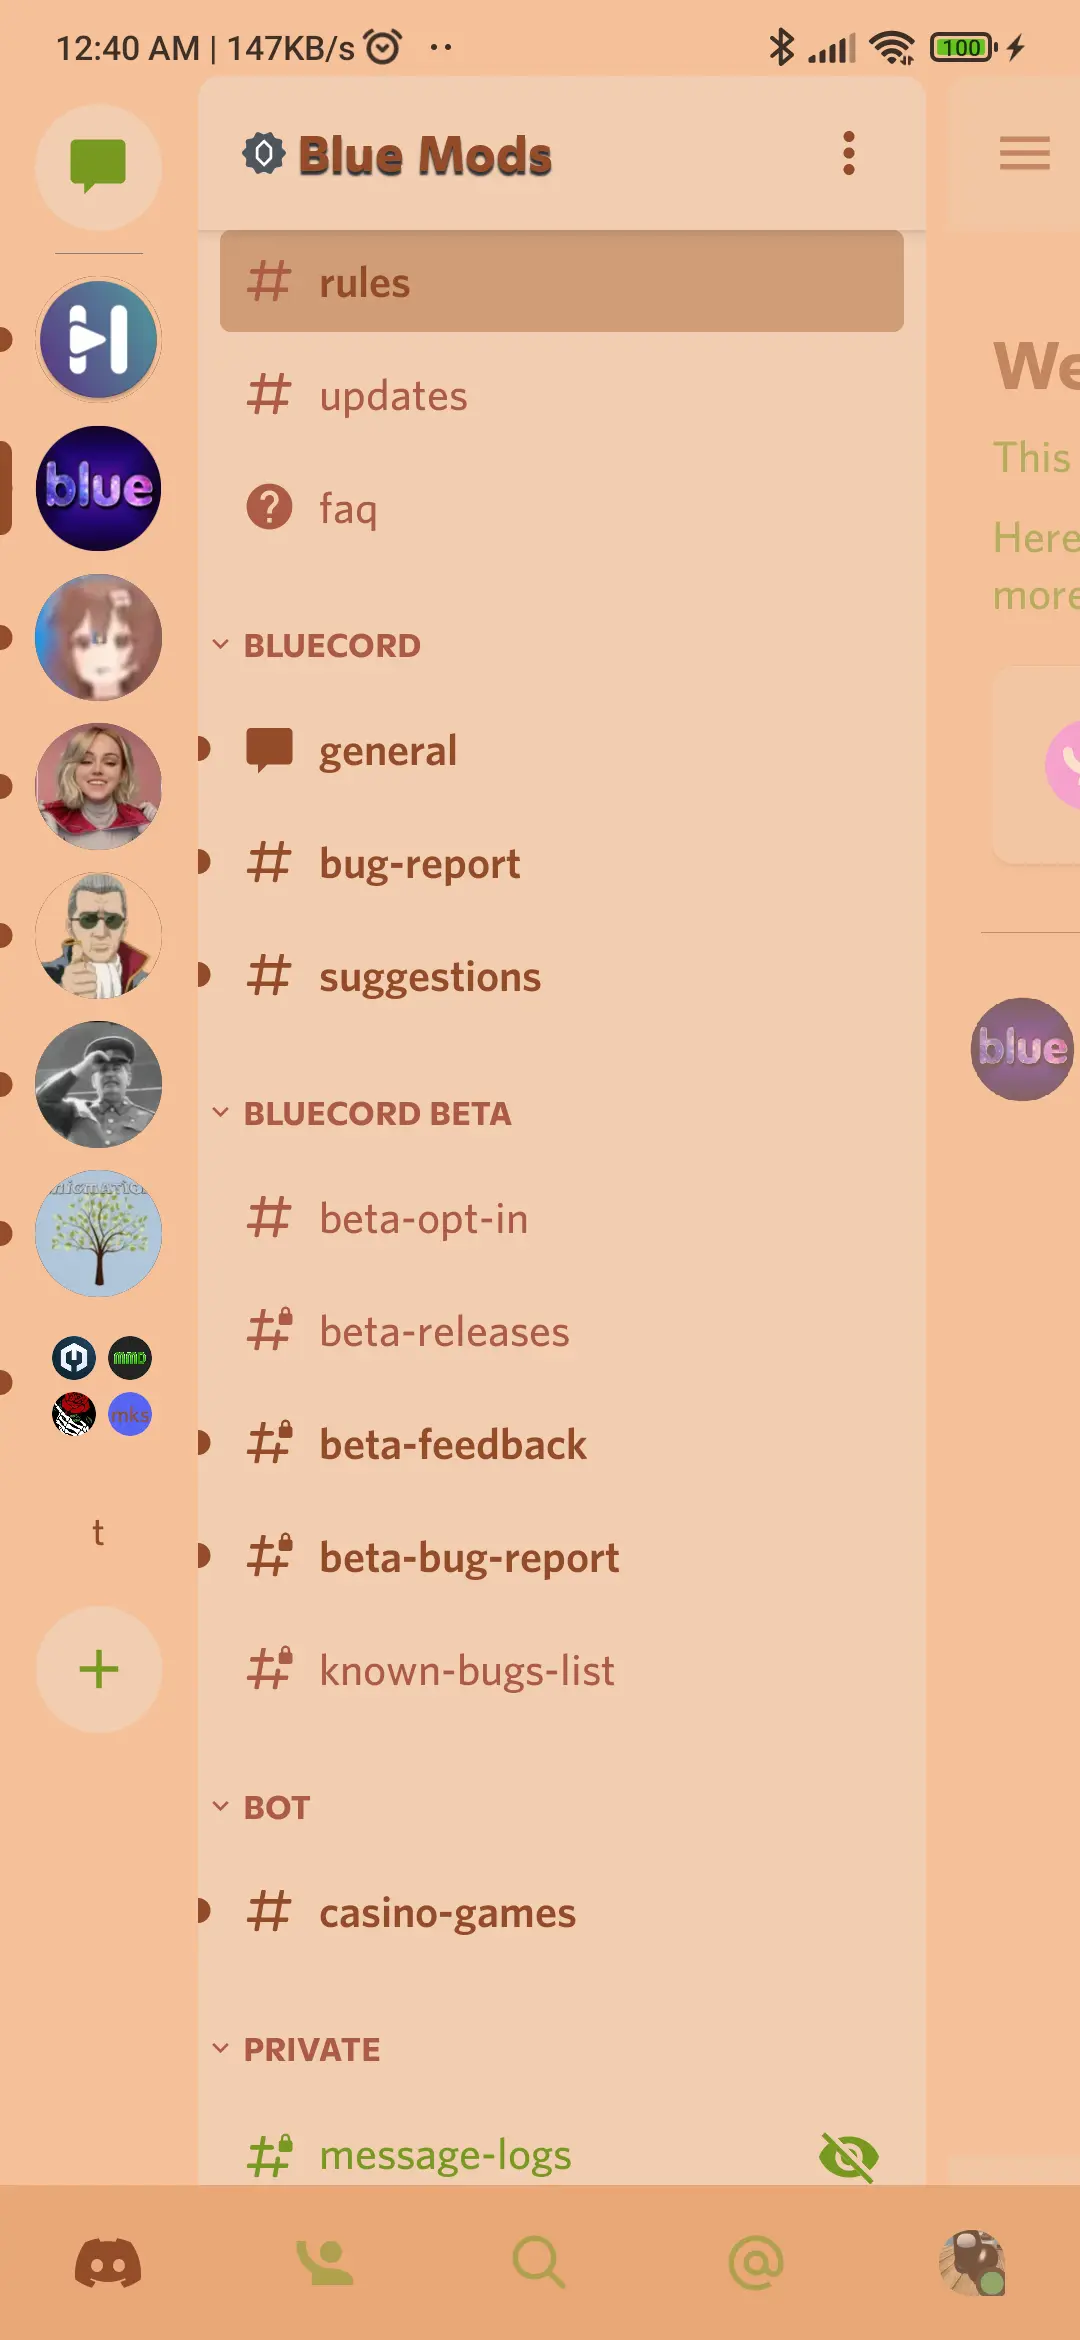 12:40 AM | 147KB/s
100
Blue Mods
rules
updates
faq
BLUECORD
general
bug-report
suggestions
BLUECORD BETA
beta-opt-in
beta-releases
beta-feedback
beta-bug-report
known-bugs-list
BOT
casino-games
PRIVATE
message-logs
blue
mmd
mks
t
We
This
Here
more
blue